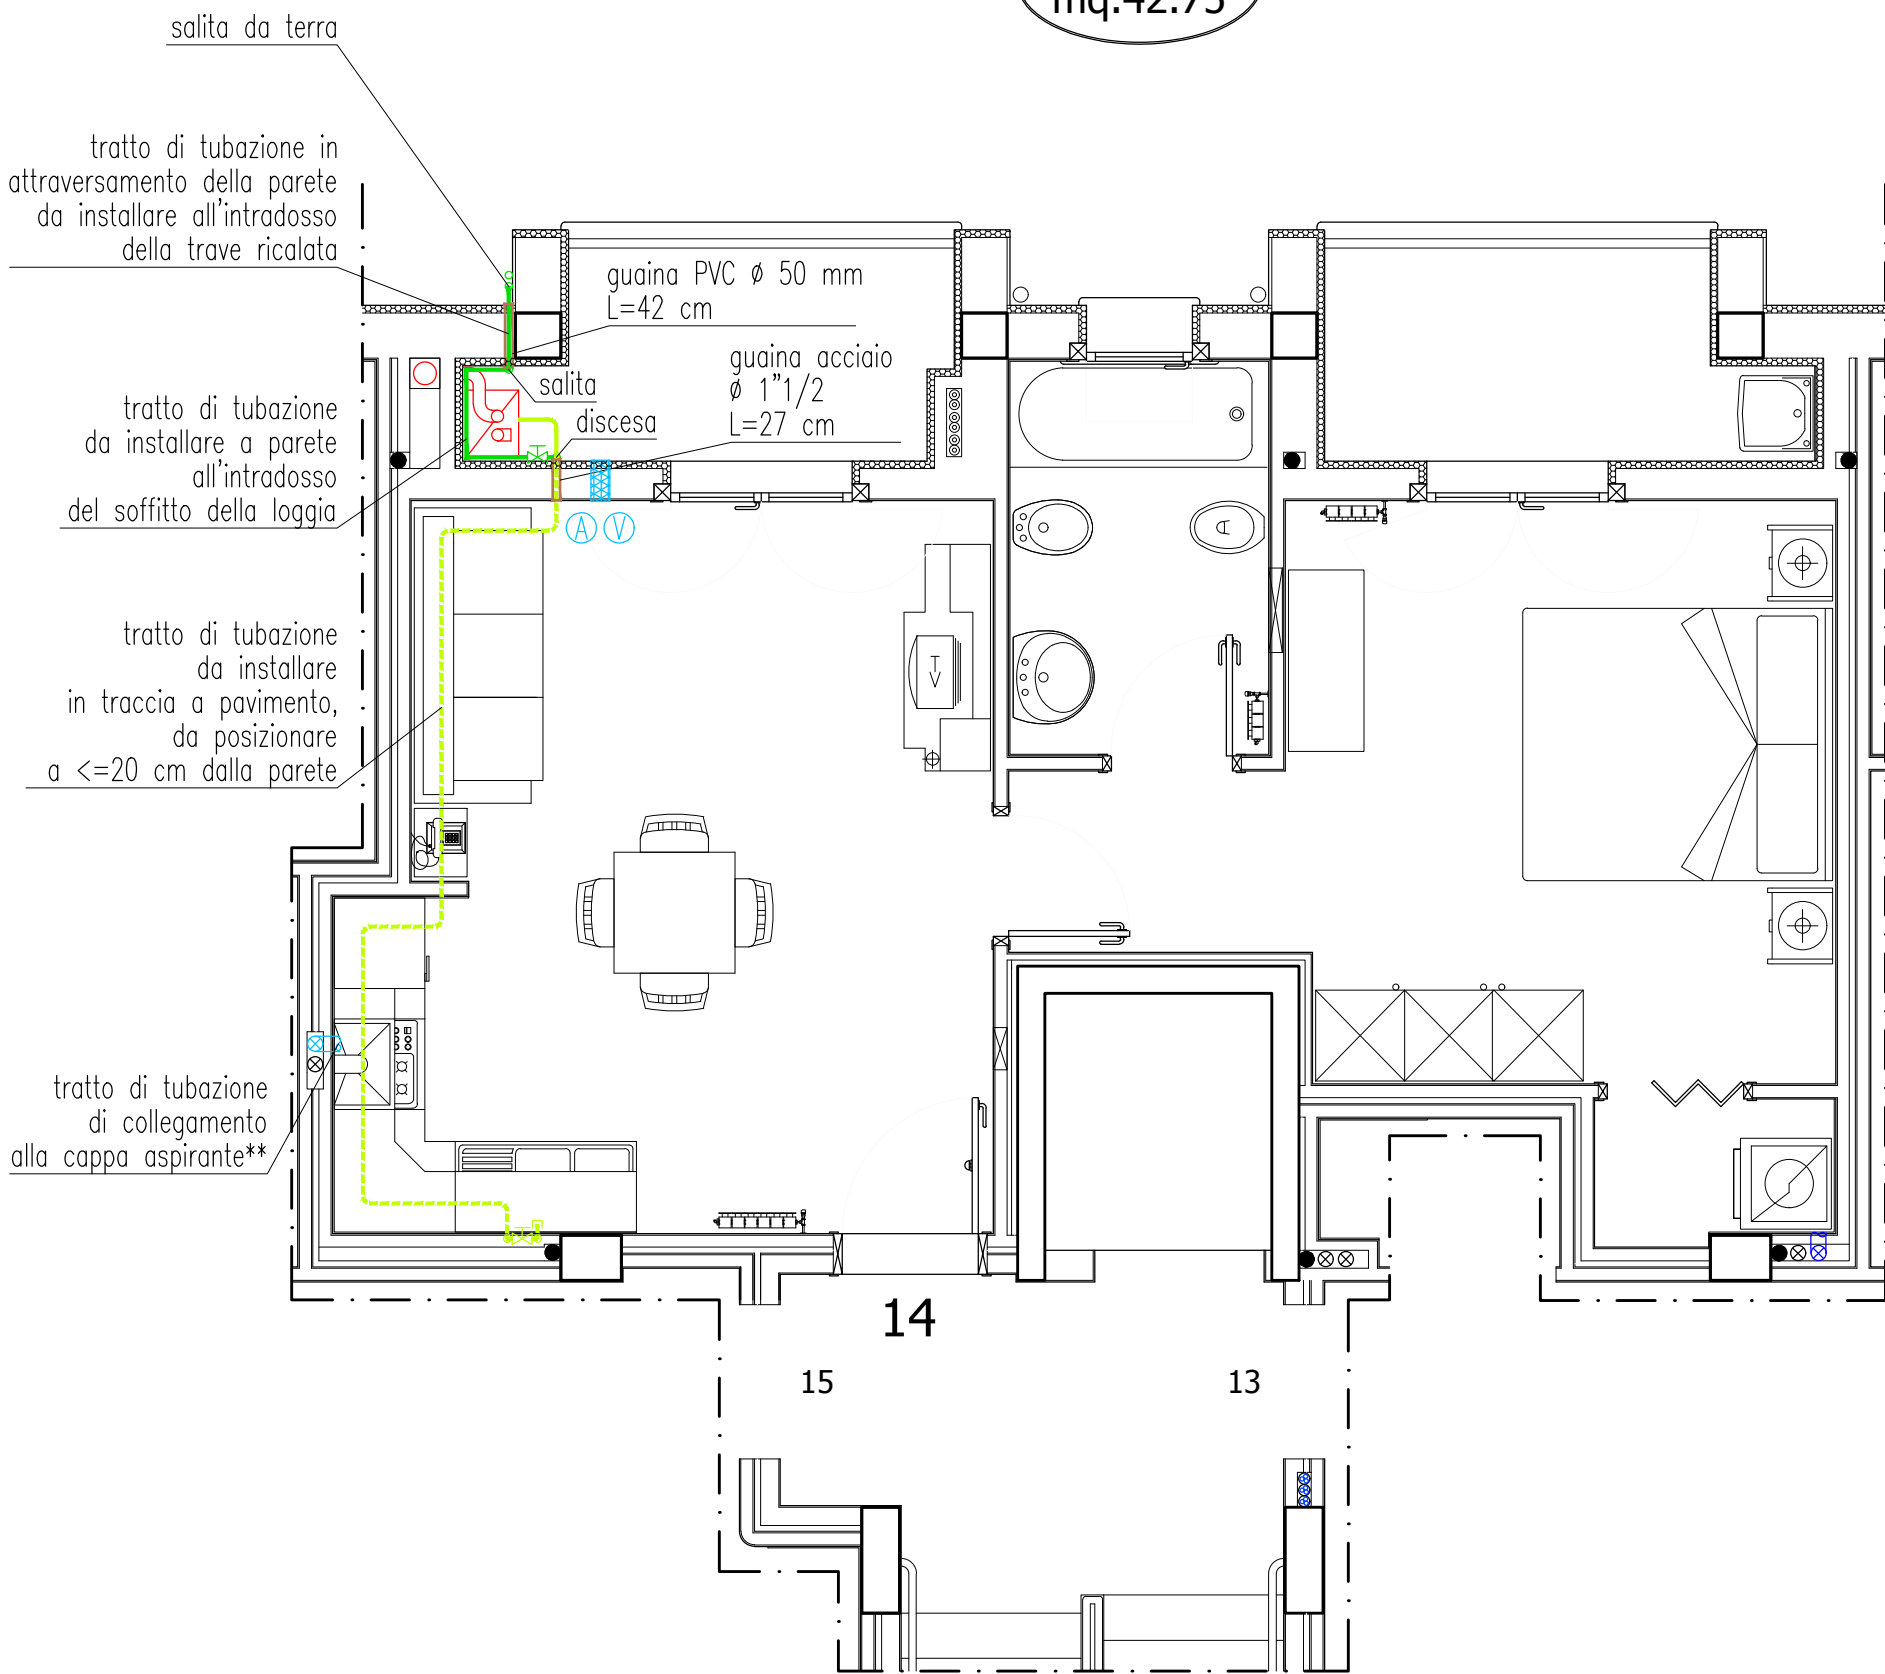 mq.42.75
salita da terra
tratto di tubazione in
attraversamento della parete
da installare all'intradosso
della trave ricalata
guaina PVC ø 50 mm
L=42 cm
guaina acciaio
ø 1"1/2
L=27 cm
salita
discesa
tratto di tubazione
da installare a parete
all'intradosso
del soffitto della loggia
A V
tratto di tubazione
da installare
in traccia a pavimento,
da posizionare
a <=20 cm dalla parete
tratto di tubazione
di collegamento
alla cappa aspirante**
14
15
13